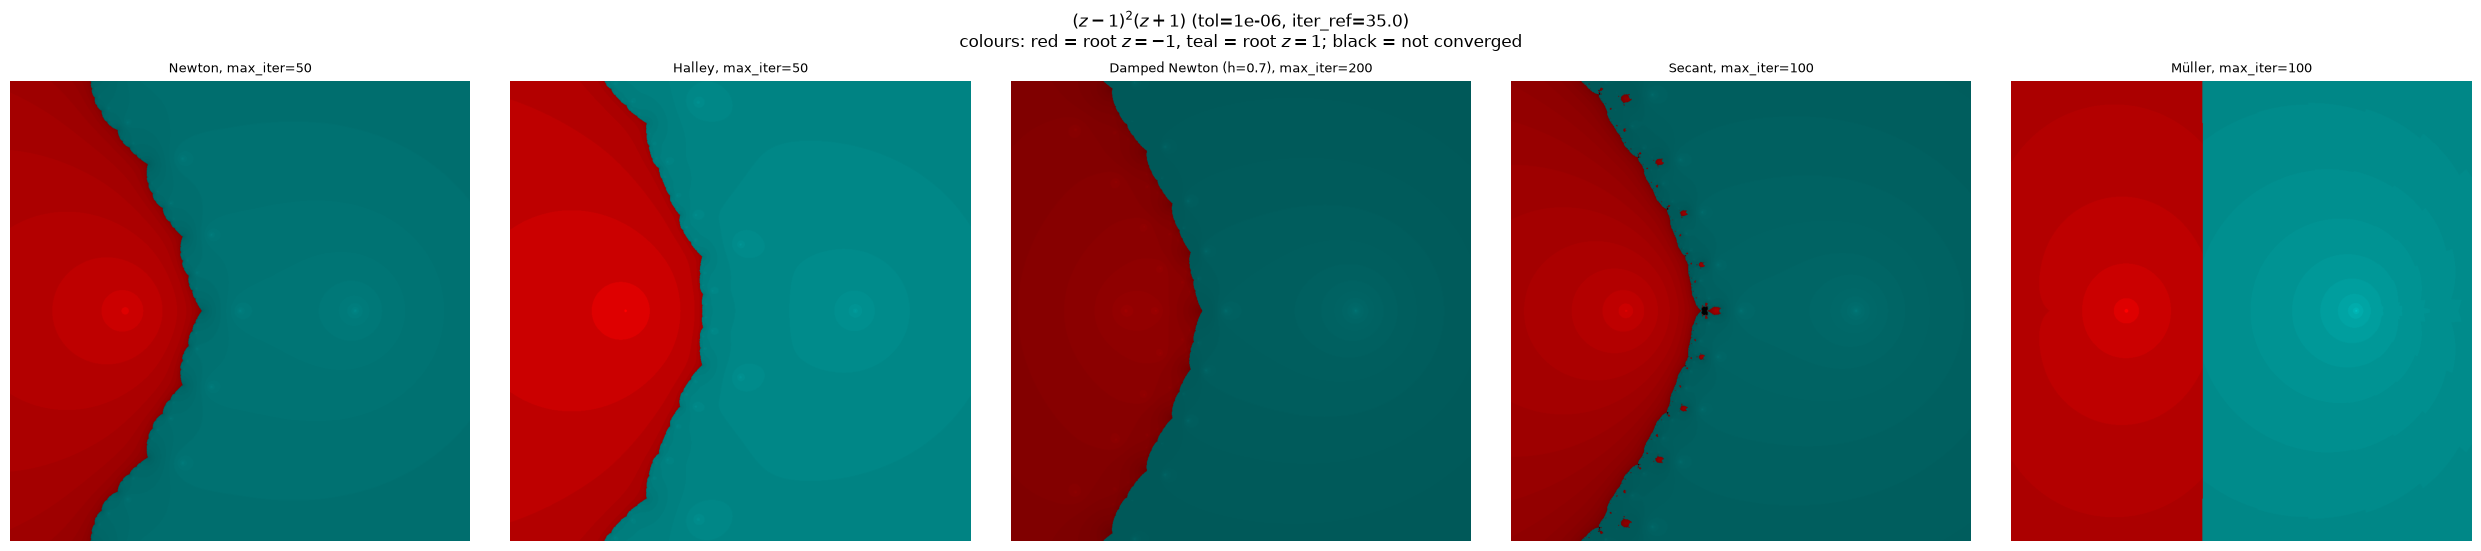 (z − 1)²(z + 1) (tol=1e-06, iter_ref=35.0)
colours: red = root z = −1, teal = root z = 1; black = not converged
Newton, max_iter=50
Halley, max_iter=50
Damped Newton (h=0.7), max_iter=200
Secant, max_iter=100
Müller, max_iter=100